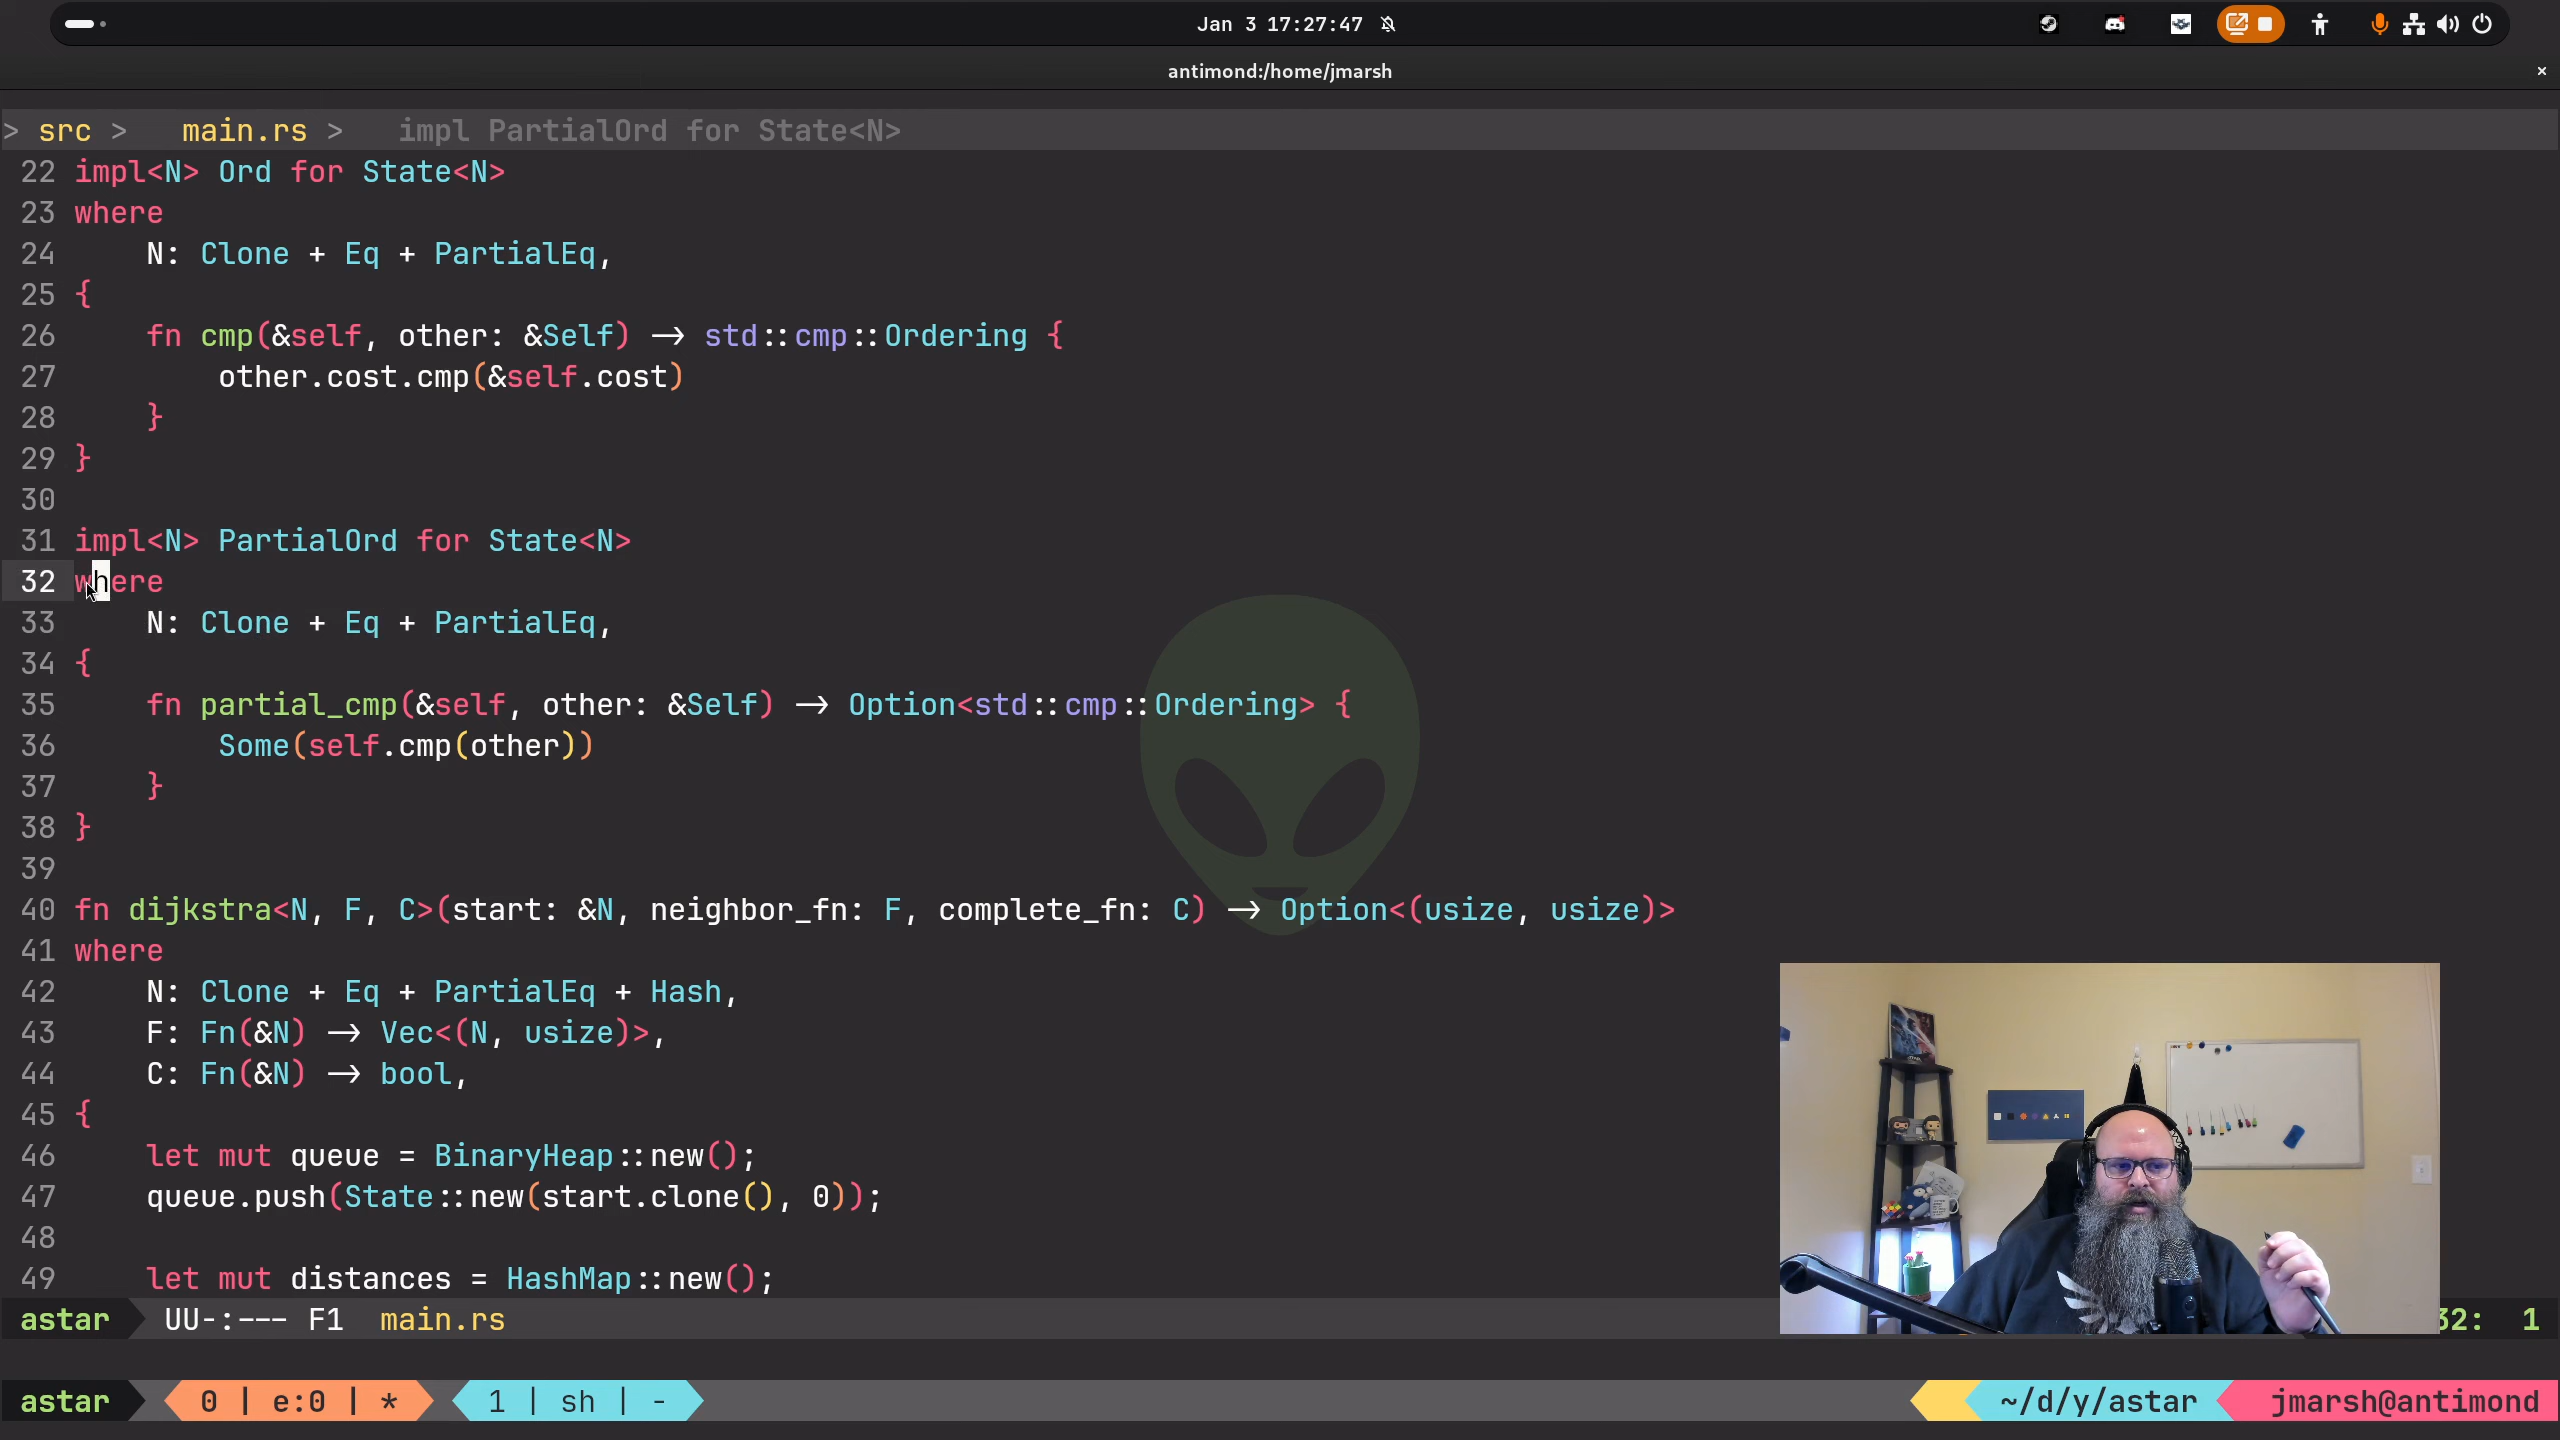 Jan 3 17:27:47
antimond:/home/jmarsh
> src > main.rs > impl PartialOrd for State<N>
22 impl<N> Ord for State<N>
23 where
24 N: Clone + Eq + PartialEq,
25 {
26 fn cmp(&self, other: &Self) -> std::cmp::Ordering {
27 other.cost.cmp(&self.cost)
28 }
29 }
30
31 impl<N> PartialOrd for State<N>
32 where
33 N: Clone + Eq + PartialEq,
34 {
35 fn partial_cmp(&self, other: &Self) -> Option<std::cmp::Ordering> {
36 Some(self.cmp(other))
37 }
38 }
39
40 fn dijkstra<N, F, C>(start: &N, neighbor_fn: F, complete_fn: C) -> Option<(usize, usize)>
41 where
42 N: Clone + Eq + PartialEq + Hash,
43 F: Fn(&N) -> Vec<(N, usize)>,
44 C: Fn(&N) -> bool,
45 {
46 let mut queue = BinaryHeap::new();
47 queue.push(State::new(start.clone(), 0));
48
49 let mut distances = HashMap::new();
astar UU-:--- F1 main.rs 32: 1
astar 0 | e:0 | * 1 | sh | - ~/d/y/astar jmarsh@antimond